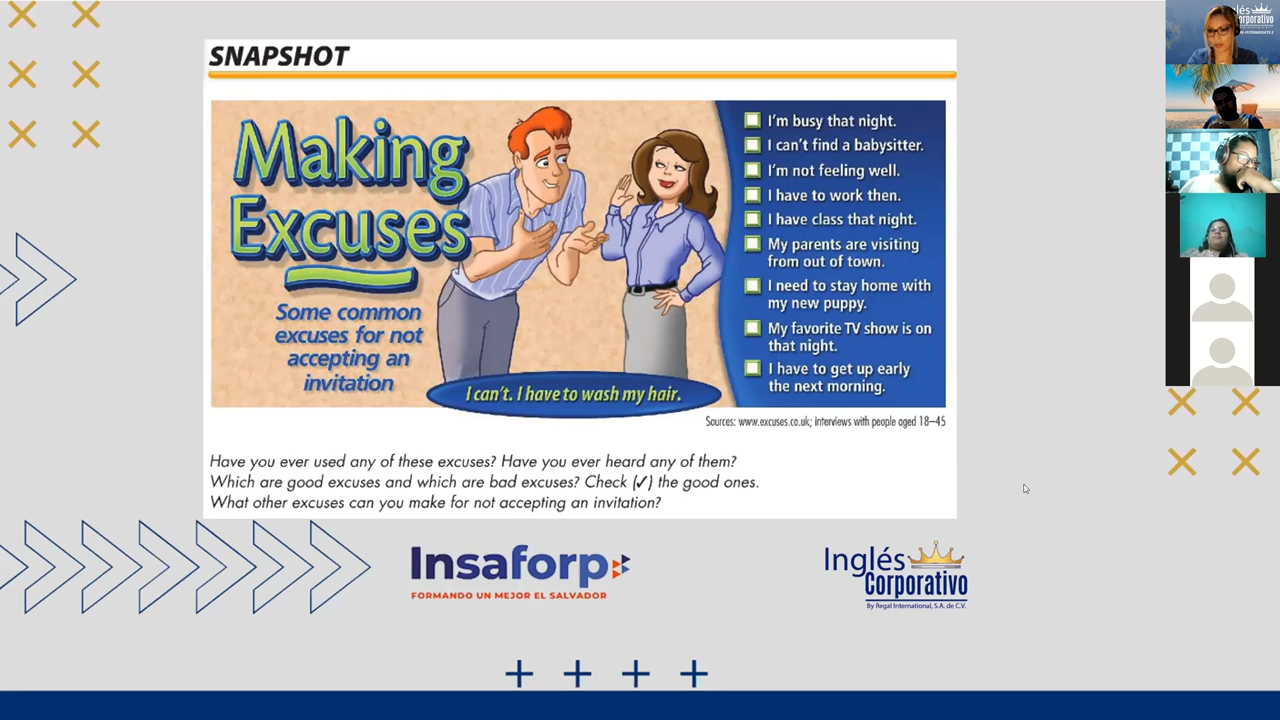 SNAPSHOT
Making
Excuses
Some common
excuses for not
accepting an
invitation
I can't. I have to wash my hair.
I'm busy that night.
I can't find a babysitter.
I'm not feeling well.
I have to work then.
I have class that night.
My parents are visiting
from out of town.
I need to stay home with
my new puppy.
My favorite TV show is on
that night.
I have to get up early
the next morning.
Sources: www.excuses.co.uk; interviews with people aged 18–45
Have you ever used any of these excuses? Have you ever heard any of them?
Which are good excuses and which are bad excuses? Check (✓) the good ones.
What other excuses can you make for not accepting an invitation?
Insaforp
FORMANDO UN MEJOR EL SALVADOR
Inglés
Corporativo
By Regal International, S.A. de C.V.